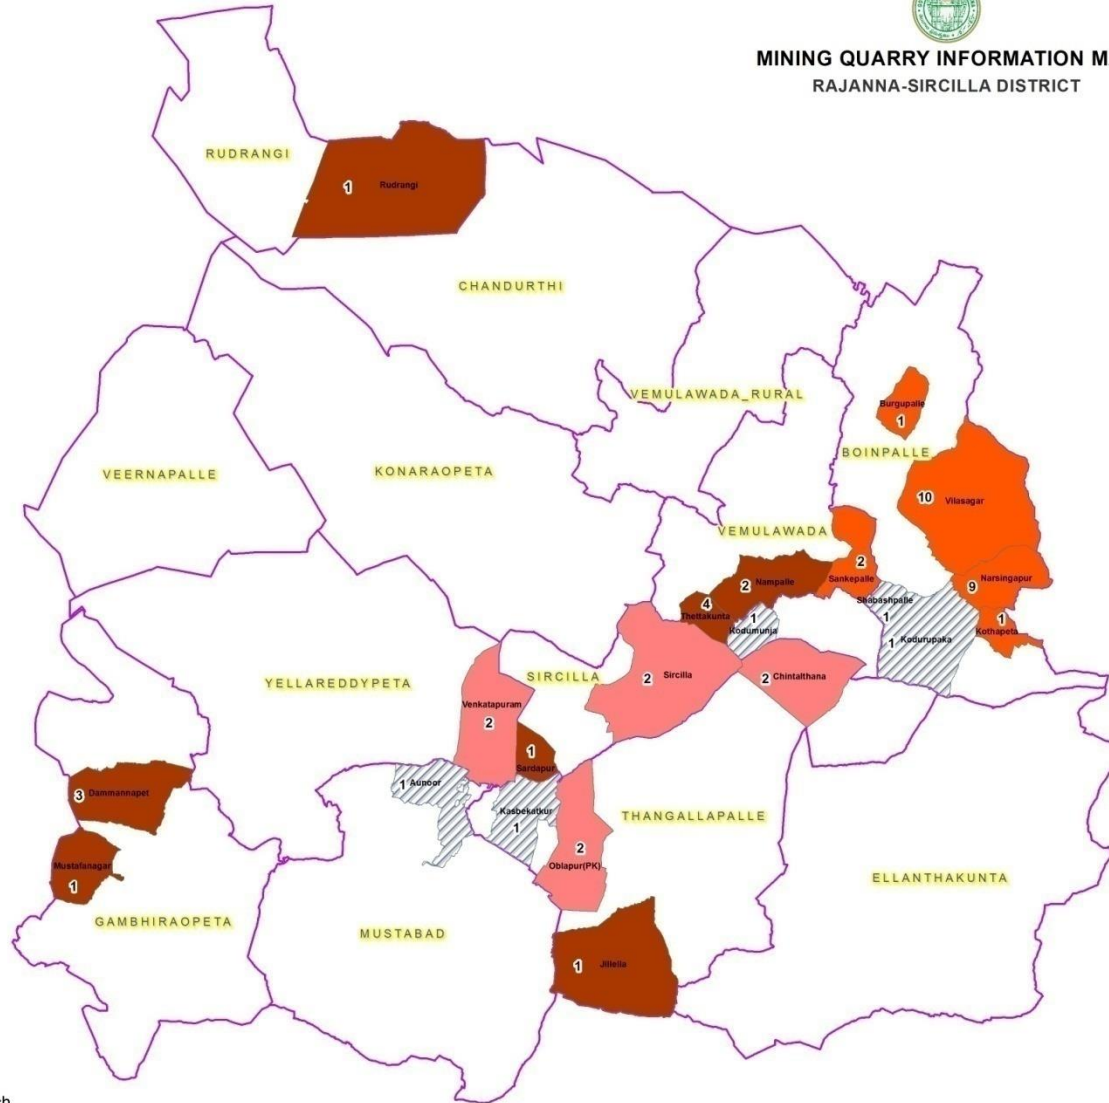 MINING QUARRY INFORMATION M
RAJANNA-SIRCILLA DISTRICT
RUDRANGI
1 Rudrangi
CHANDURTHI
VEMULAWADA_RURAL
Burgupalle
1
BOINPALLE
VEERNAPALLE
KONARAOPETA
10 Vilasagar
VEMULAWADA
2
Sankepalle
2 Nampalle
9 Narsingapur
4
Thettakunta
Shabashpalle
1
1
Kodumunja
1
Kothapeta
1 Kodurupaka
YELLAREDDYPETA
SIRCILLA
2 Sircilla
2 Chintalthana
Venkatapuram
2
1
Sardapur
1 Aunoor
3 Dammannapet
Kasbekatkur
1
THANGALLAPALLE
2
Oblapur(PK)
Mustafanagar
1
ELLANTHAKUNTA
GAMBHIRAOPETA
MUSTABAD
1 Jillella